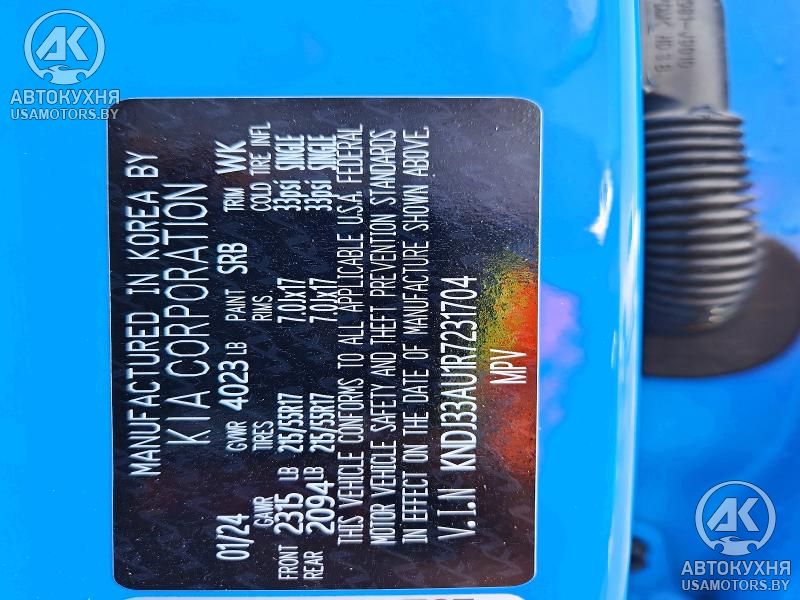 AK
АВТОКУХНЯ
USAMOTORS.BY
MANUFACTURED IN KOREA BY
KIA CORPORATION
01/24 GVWR 4023 LB PAINT SRB TRIM WK
GAWR TIRES RIMS COLD TIRE INFL
FRONT 2315 LB 215/55R17 7.0Jx17 33psi SINGLE
REAR 2094 LB 215/55R17 7.0Jx17 33psi SINGLE
THIS VEHICLE CONFORMS TO ALL APPLICABLE U.S.A. FEDERAL
MOTOR VEHICLE SAFETY AND THEFT PREVENTION STANDARDS
IN EFFECT ON THE DATE OF MANUFACTURE SHOWN ABOVE.
V.I.N KNDJ33AU1R7231704
MPV
AK
АВТОКУХНЯ
USAMOTORS.BY